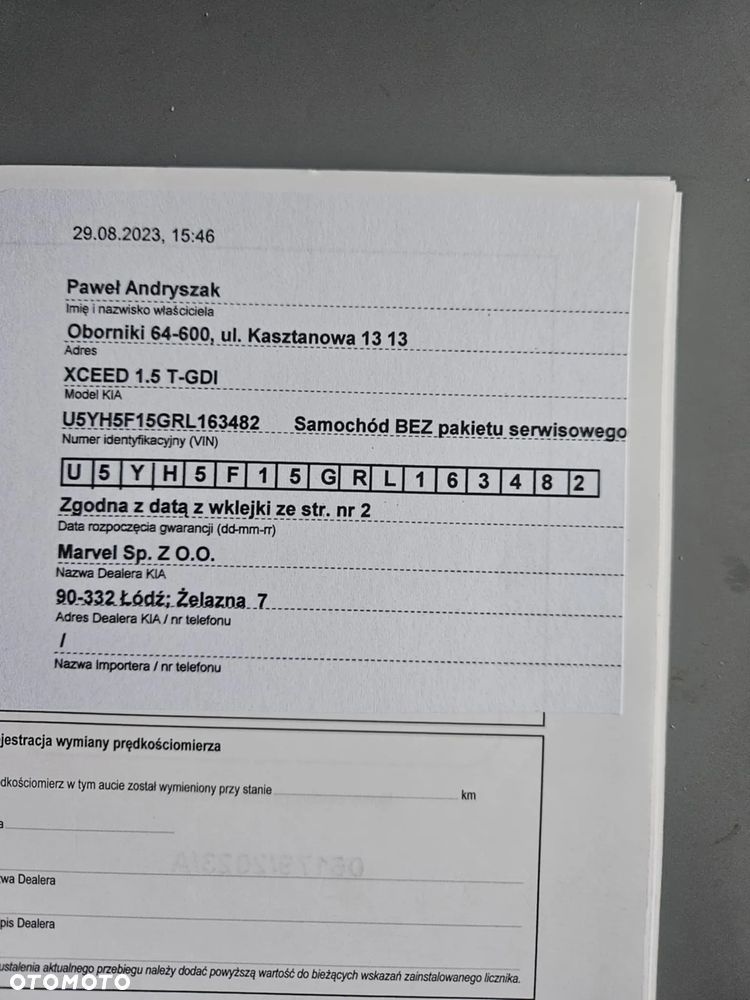 29.08.2023, 15:46
Paweł Andryszak
Imię i nazwisko właściciela
Oborniki 64-600, ul. Kasztanowa 13 13
Adres
XCEED 1.5 T-GDI
Model KIA
U5YH5F15GRL163482 Samochód BEZ pakietu serwisowego
Numer identyfikacyjny (VIN)
U 5 Y H 5 F 1 5 G R L 1 6 3 4 8 2
Zgodna z datą z wklejki ze str. nr 2
Data rozpoczęcia gwarancji (dd-mm-rr)
Marvel Sp. Z O.O.
Nazwa Dealera KIA
90-332 Łódź; Żelazna 7
Adres Dealera KIA / nr telefonu
/
Nazwa Importera / nr telefonu
jestracja wymiany prędkościomierza
dkościomierz w tym aucie został wymieniony przy stanie km
a
wa Dealera
pis Dealera
06179/2023/A
ustalenia aktualnego przebiegu należy dodać powyższą wartość do bieżących wskazań zainstalowanego licznika.
OTOMOTO